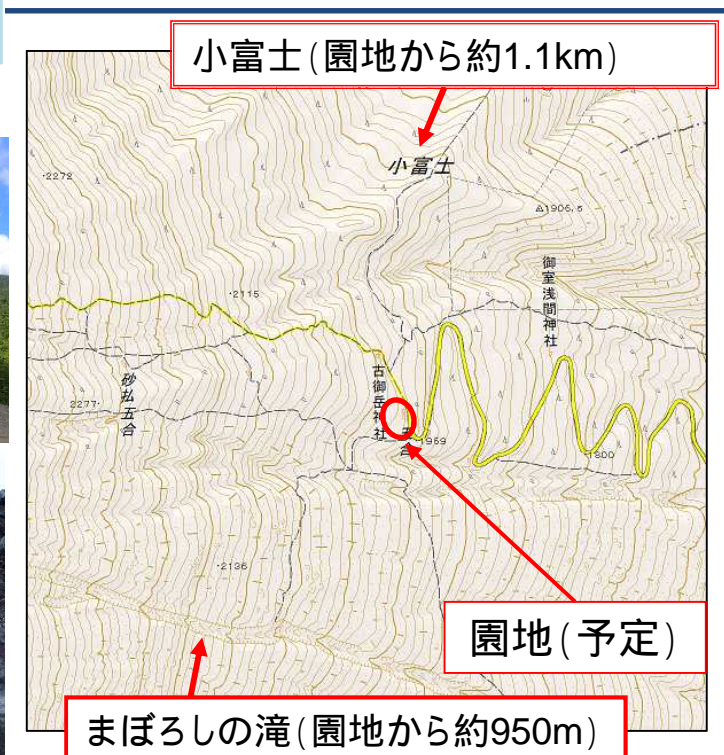 小富士(園地から約1.1km)
小富士
・2272
△1906.5
御室浅間神社
・2115
古御岳神社
砂払五合
2277・
五合
・1959
・1800
・2136
園地(予定)
まぼろしの滝(園地から約950m)